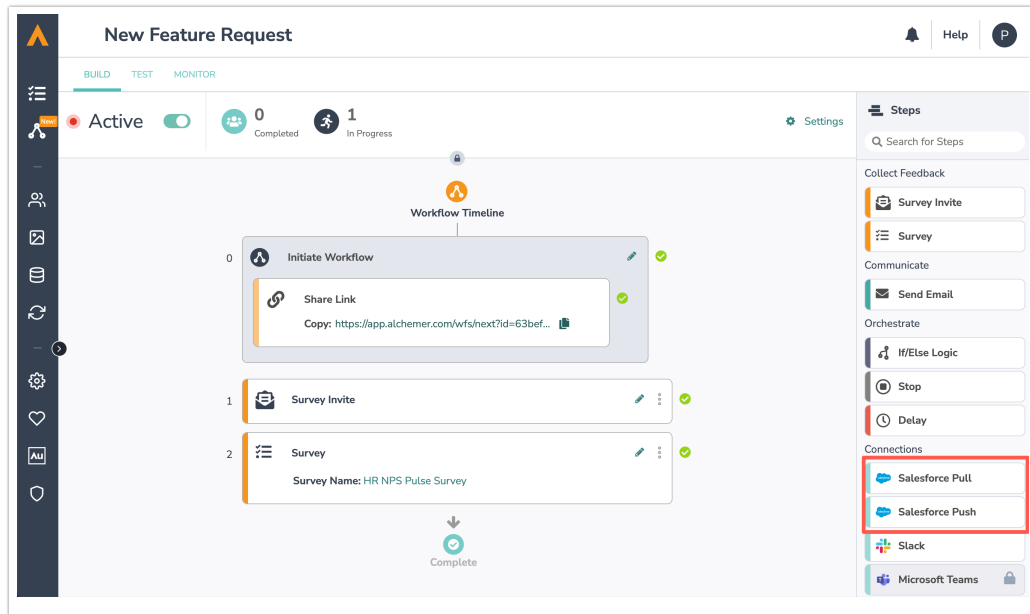 New Feature Request
Help
P
BUILD TEST MONITOR
New!
Active
0
Completed
1
In Progress
Settings
Workflow Timeline
0
Initiate Workflow
Share Link
Copy: https://app.alchemer.com/wfs/next?id=63bef...
1
Survey Invite
2
Survey
Survey Name: HR NPS Pulse Survey
Complete
Au
Steps
Search for Steps
Collect Feedback
Survey Invite
Survey
Communicate
Send Email
Orchestrate
If/Else Logic
Stop
Delay
Connections
Salesforce Pull
Salesforce Push
Slack
Microsoft Teams